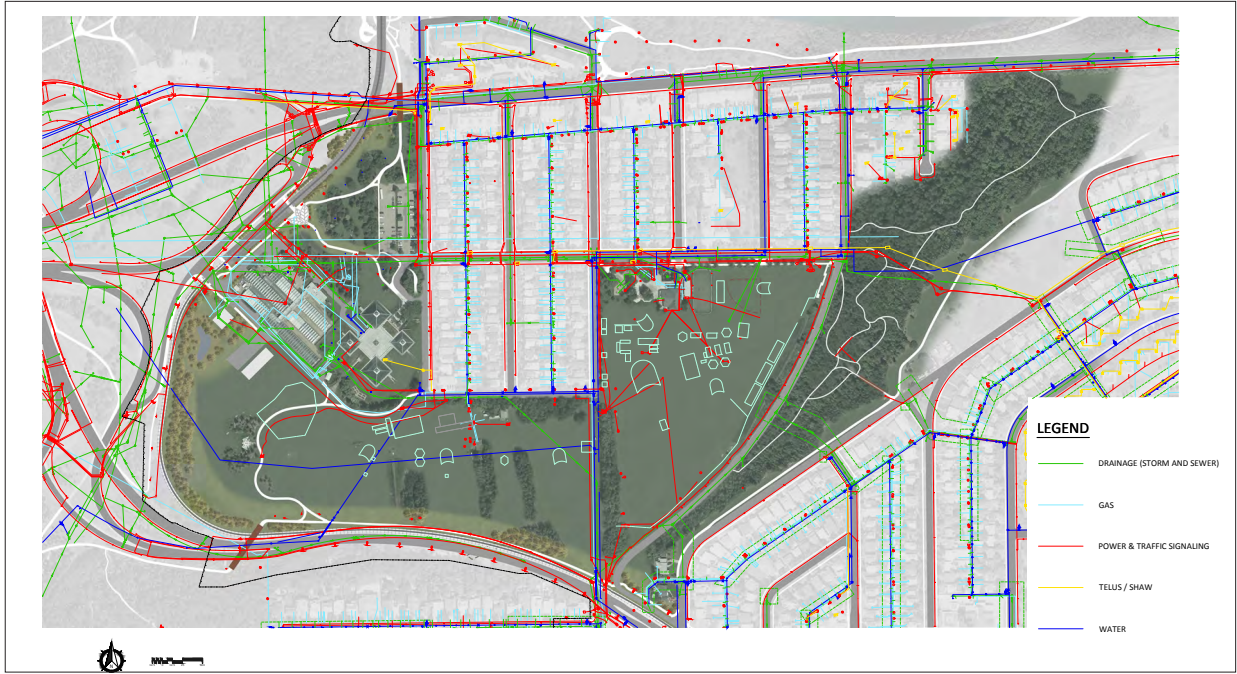 LEGEND
DRAINAGE (STORM AND SEWER)
GAS
POWER & TRAFFIC SIGNALING
TELUS / SHAW
WATER